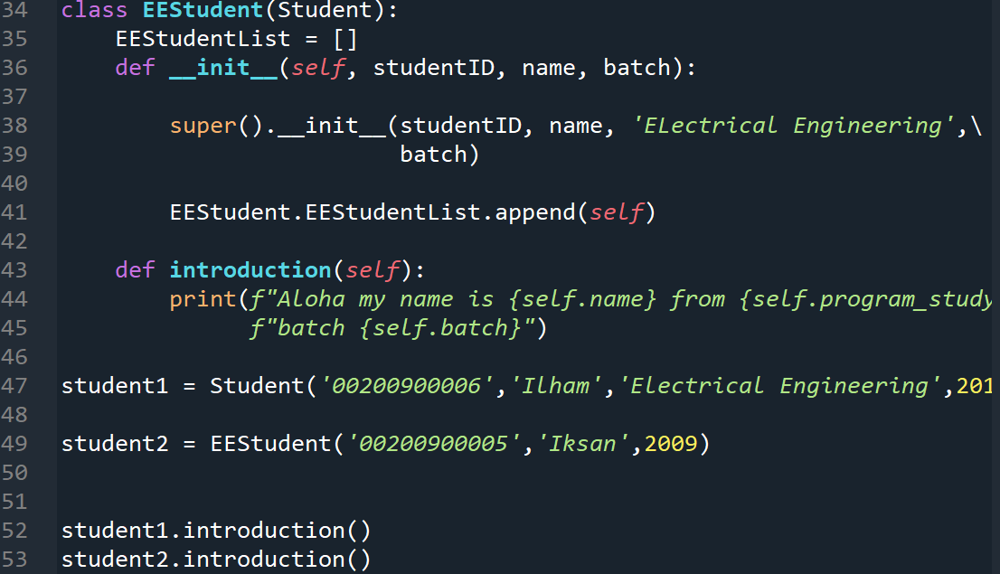 34 class EEStudent(Student):
35     EEStudentList = []
36     def __init__(self, studentID, name, batch):
37
38         super().__init__(studentID, name, 'ELectrical Engineering',\
39                          batch)
40
41         EEStudent.EEStudentList.append(self)
42
43     def introduction(self):
44         print(f"Aloha my name is {self.name} from {self.program_study
45               f"batch {self.batch}")
46
47 student1 = Student('00200900006','Ilham','Electrical Engineering',201
48
49 student2 = EEStudent('00200900005','Iksan',2009)
50
51
52 student1.introduction()
53 student2.introduction()